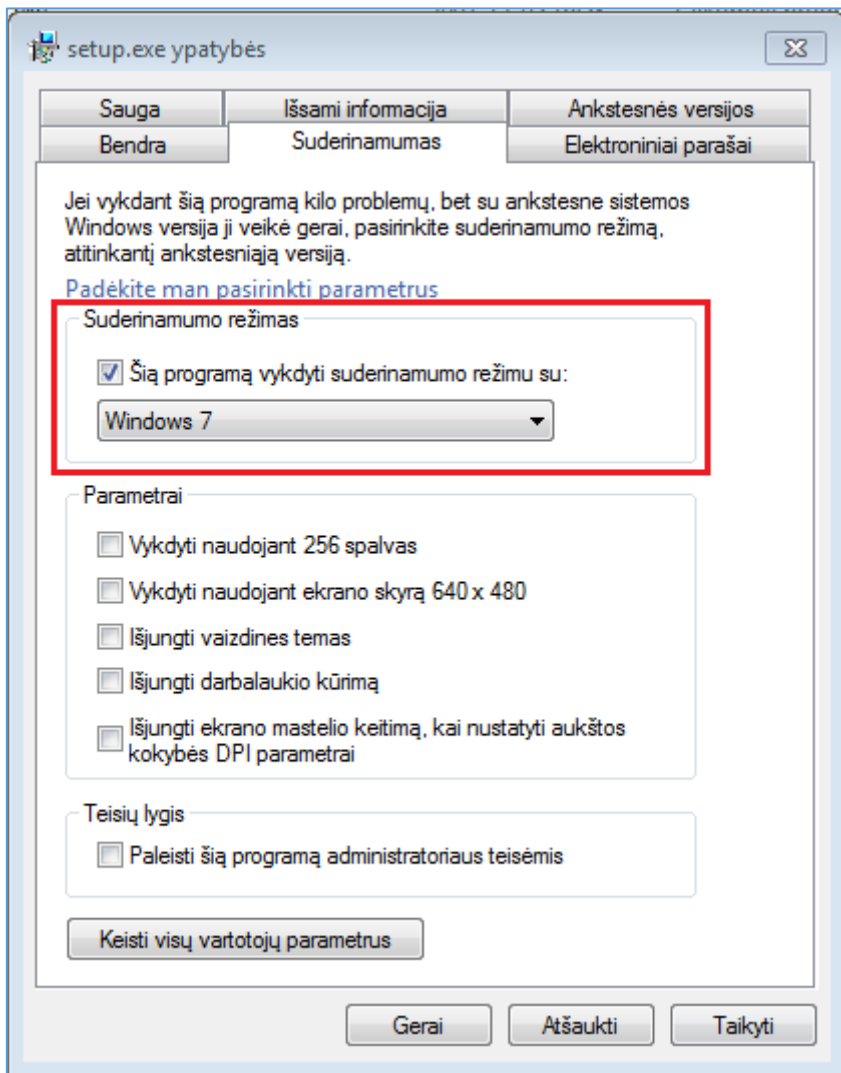 setup.exe ypatybės
Sauga
Išsami informacija
Ankstesnės versijos
Bendra
Suderinamumas
Elektroniniai parašai
Jei vykdant šią programą kilo problemų, bet su ankstesne sistemos
Windows versija ji veikė gerai, pasirinkite suderinamumo režimą,
atitinkantį ankstesniąją versiją.
Padėkite man pasirinkti parametrus
Suderinamumo režimas
Šią programą vykdyti suderinamumo režimu su:
Windows 7
Parametrai
Vykdyti naudojant 256 spalvas
Vykdyti naudojant ekrano skyrą 640 x 480
Išjungti vaizdines temas
Išjungti darbalaukio kūrimą
Išjungti ekrano mastelio keitimą, kai nustatyti aukštos
kokybės DPI parametrai
Teisių lygis
Paleisti šią programą administratoriaus teisėmis
Keisti visų vartotojų parametrus
Gerai
Atšaukti
Taikyti